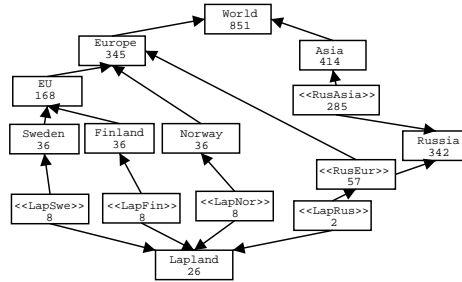 World
851
Europe
345
Asia
414
EU
168
<<RusAsia>>
285
Sweden
36
Finland
36
Norway
36
Russia
342
<<RusEur>>
57
<<LapSwe>>
8
<<LapFin>>
8
<<LapNor>>
8
<<LapRus>>
2
Lapland
26